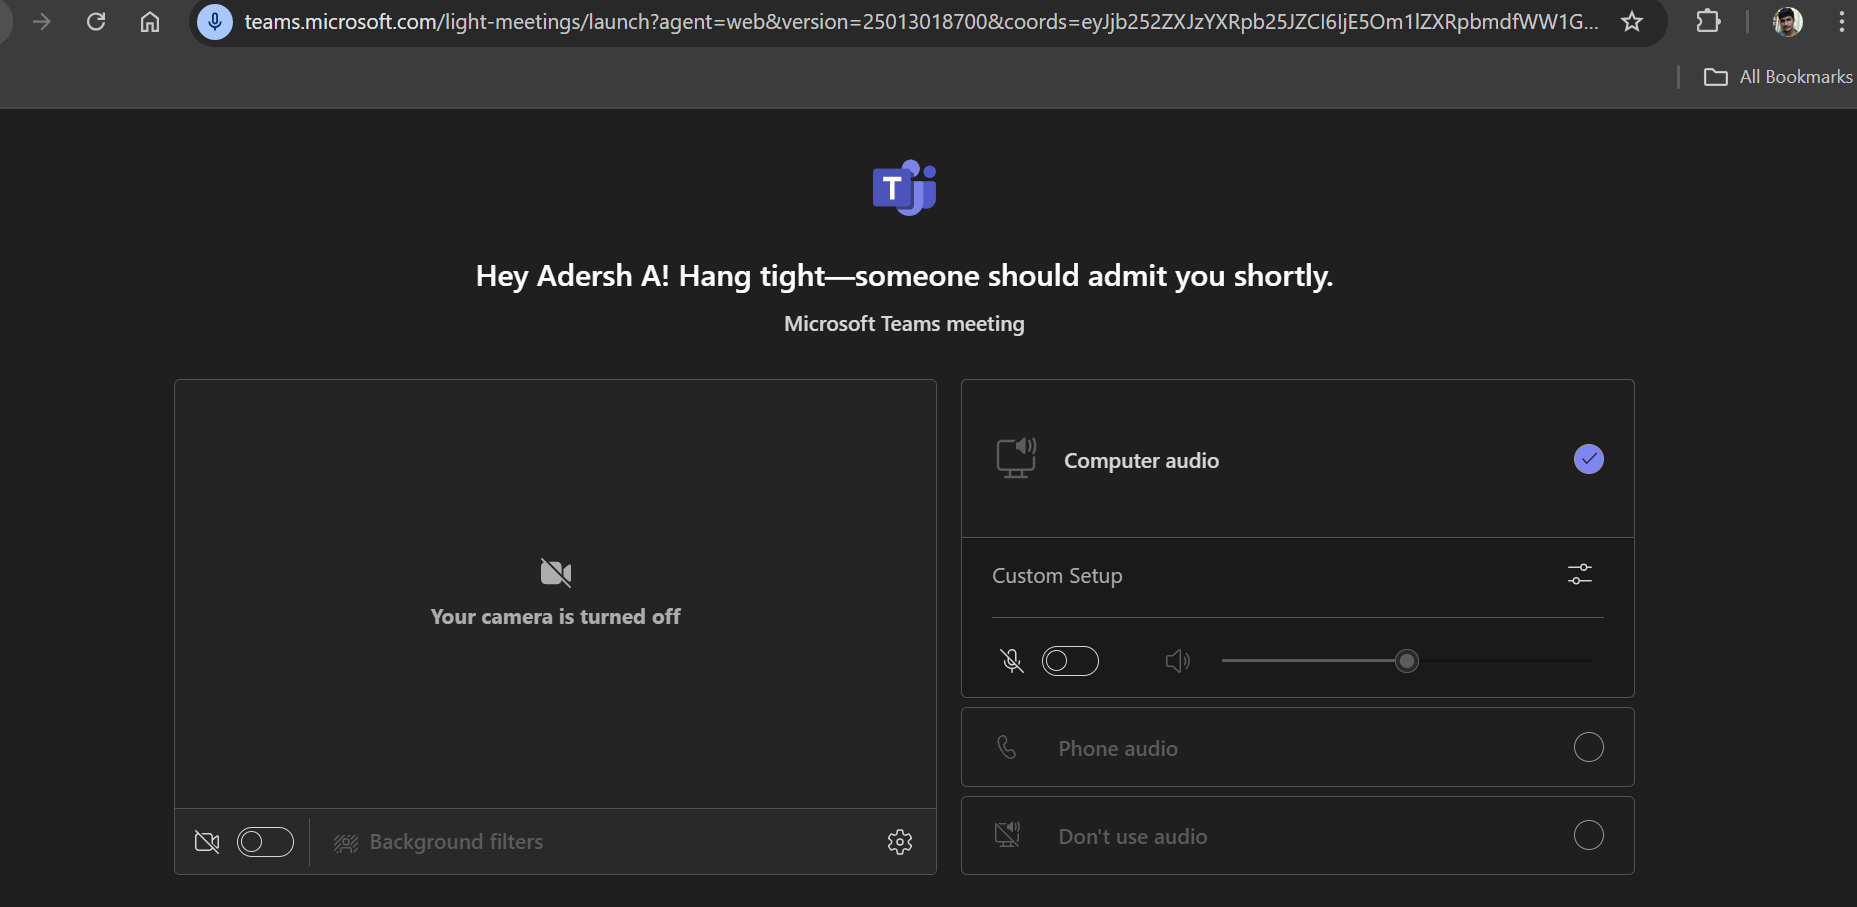 teams.microsoft.com/light-meetings/launch?agent=web&version=25013018700&coords=eyJjb252ZXJzYXRpb25JZCI6IjE5Om1lZXRpbmdfWW1G...
All Bookmarks
T
Hey Adersh A! Hang tight—someone should admit you shortly.
Microsoft Teams meeting
Your camera is turned off
Background filters
Computer audio
Custom Setup
Phone audio
Don't use audio